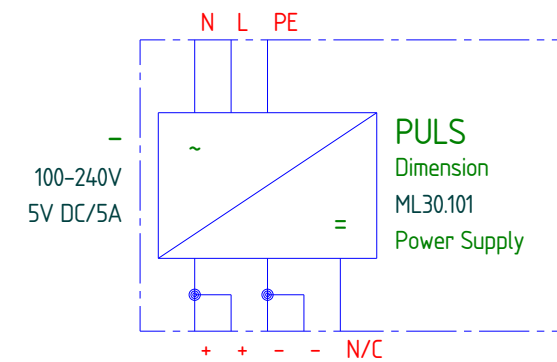 N L PE
–
100-240V
5V DC/5A
~
=
PULS
Dimension
ML30.101
Power Supply
+ + – – N/C